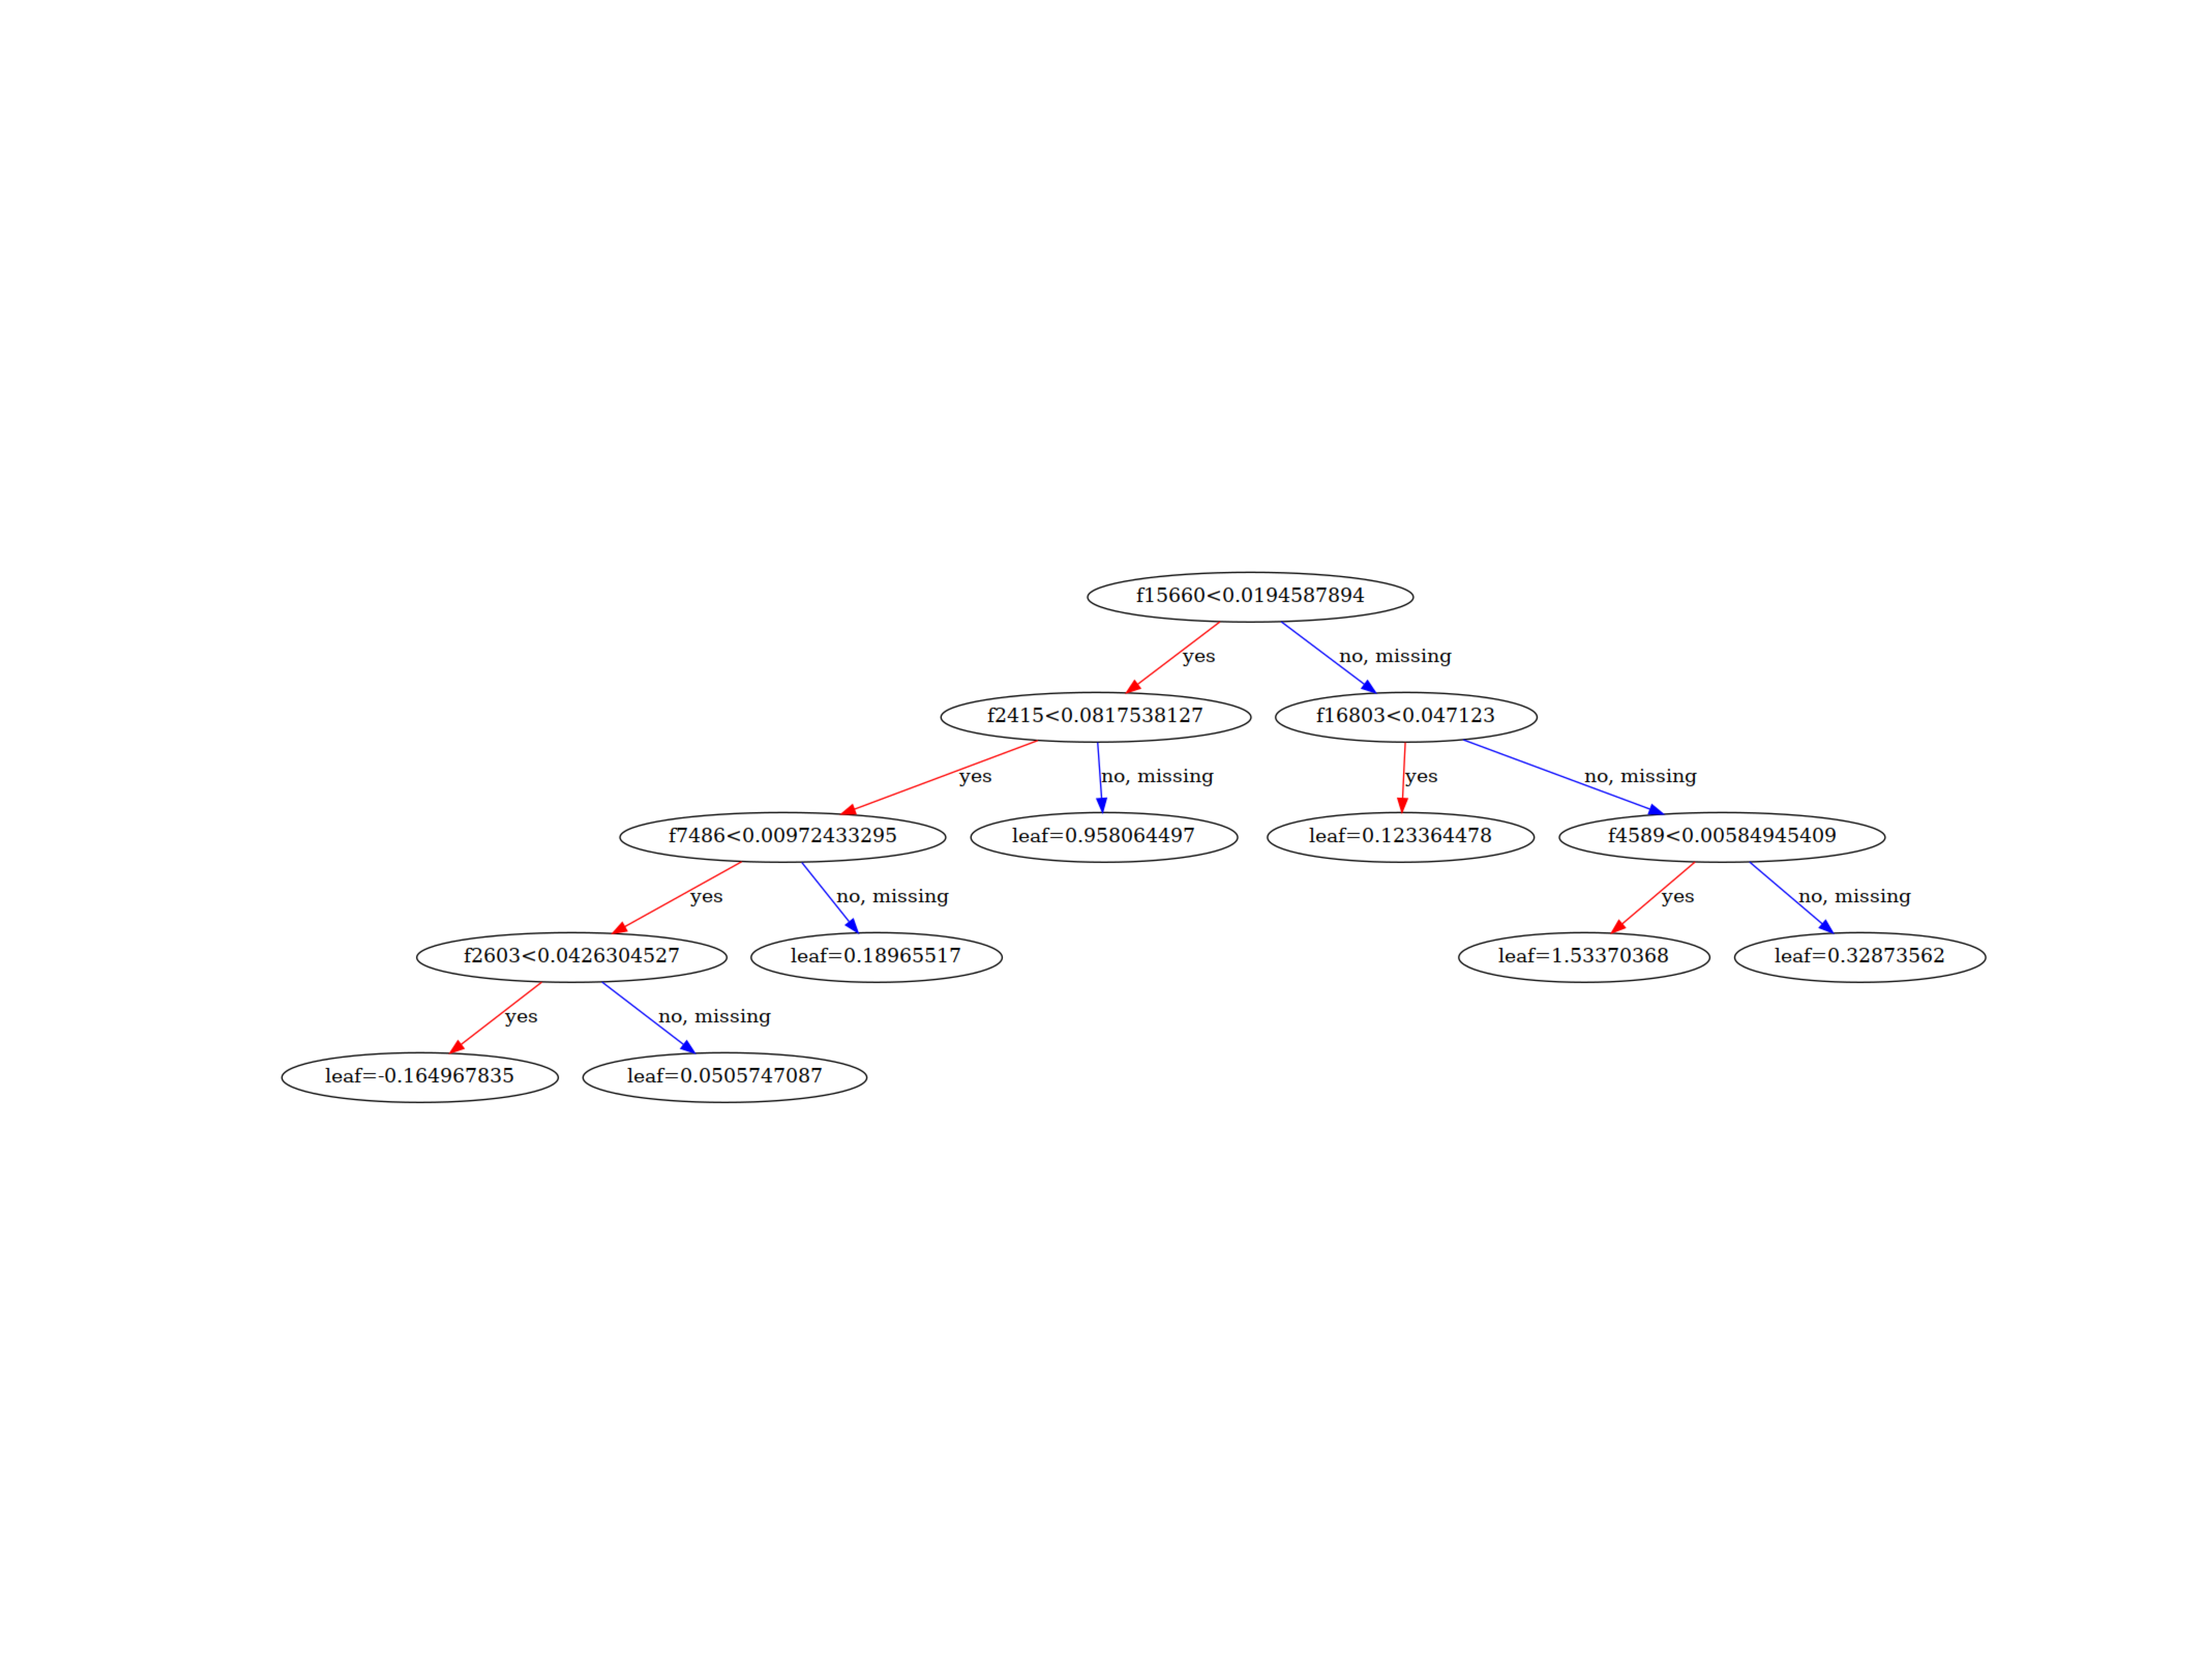 f15660<0.0194587894
yes
no, missing
f2415<0.0817538127
f16803<0.047123
yes
no, missing
yes
no, missing
f7486<0.00972433295
leaf=0.958064497
leaf=0.123364478
f4589<0.00584945409
yes
no, missing
yes
no, missing
f2603<0.0426304527
leaf=0.18965517
leaf=1.53370368
leaf=0.32873562
yes
no, missing
leaf=-0.164967835
leaf=0.0505747087